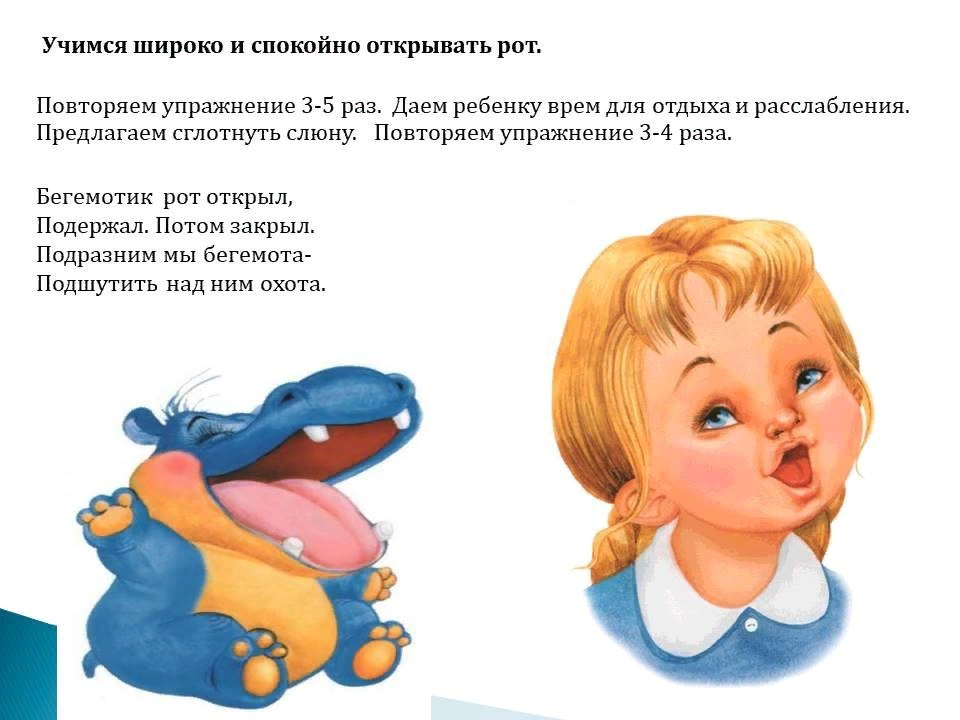 Учимся широко и спокойно открывать рот.
Повторяем упражнение 3-5 раз. Даем ребенку врем для отдыха и расслабления.
Предлагаем сглотнуть слюну. Повторяем упражнение 3-4 раза.
Бегемотик рот открыл,
Подержал. Потом закрыл.
Подразним мы бегемота-
Подшутить над ним охота.